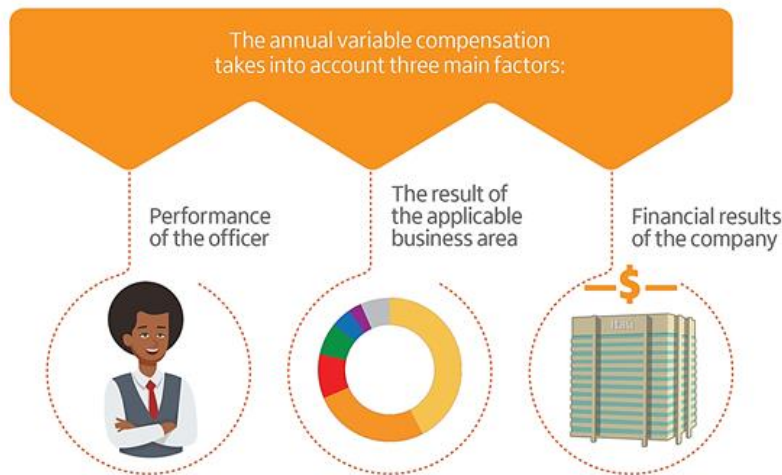 The annual variable compensation
takes into account three main factors:
Performance
of the officer
The result of
the applicable
business area
Financial results
of the company
$